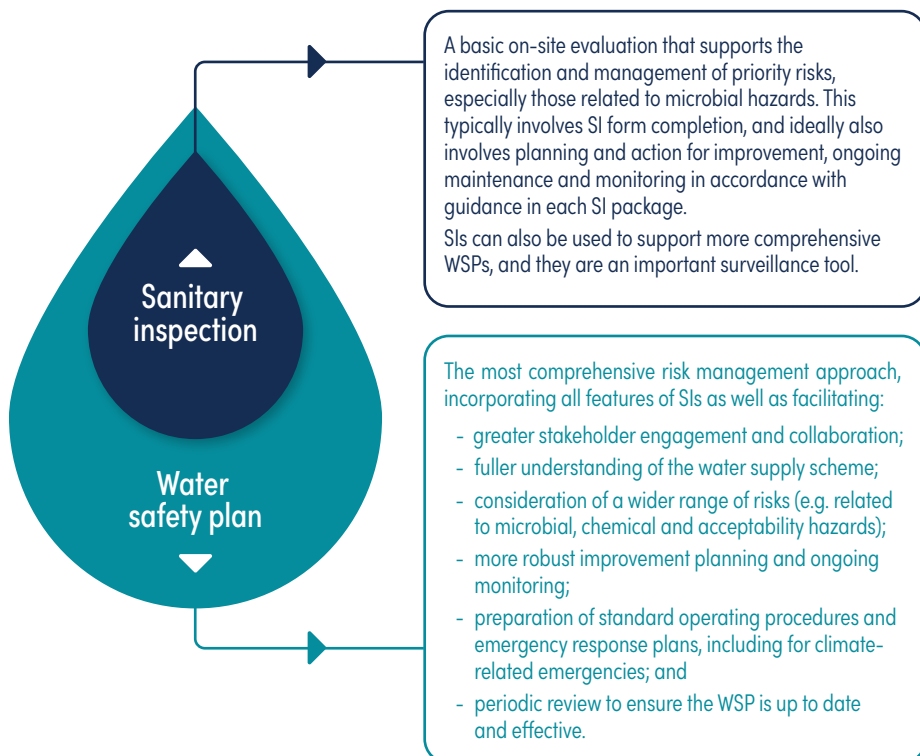 A basic on-site evaluation that supports the
identification and management of priority risks,
especially those related to microbial hazards. This
typically involves SI form completion, and ideally also
involves planning and action for improvement, ongoing
maintenance and monitoring in accordance with
guidance in each SI package.
SIs can also be used to support more comprehensive
WSPs, and they are an important surveillance tool.
Sanitary
inspection
The most comprehensive risk management approach,
incorporating all features of SIs as well as facilitating:
- greater stakeholder engagement and collaboration;
- fuller understanding of the water supply scheme;
- consideration of a wider range of risks (e.g. related
to microbial, chemical and acceptability hazards);
- more robust improvement planning and ongoing
monitoring;
- preparation of standard operating procedures and
emergency response plans, including for climate-
related emergencies; and
- periodic review to ensure the WSP is up to date
and effective.
Water
safety plan